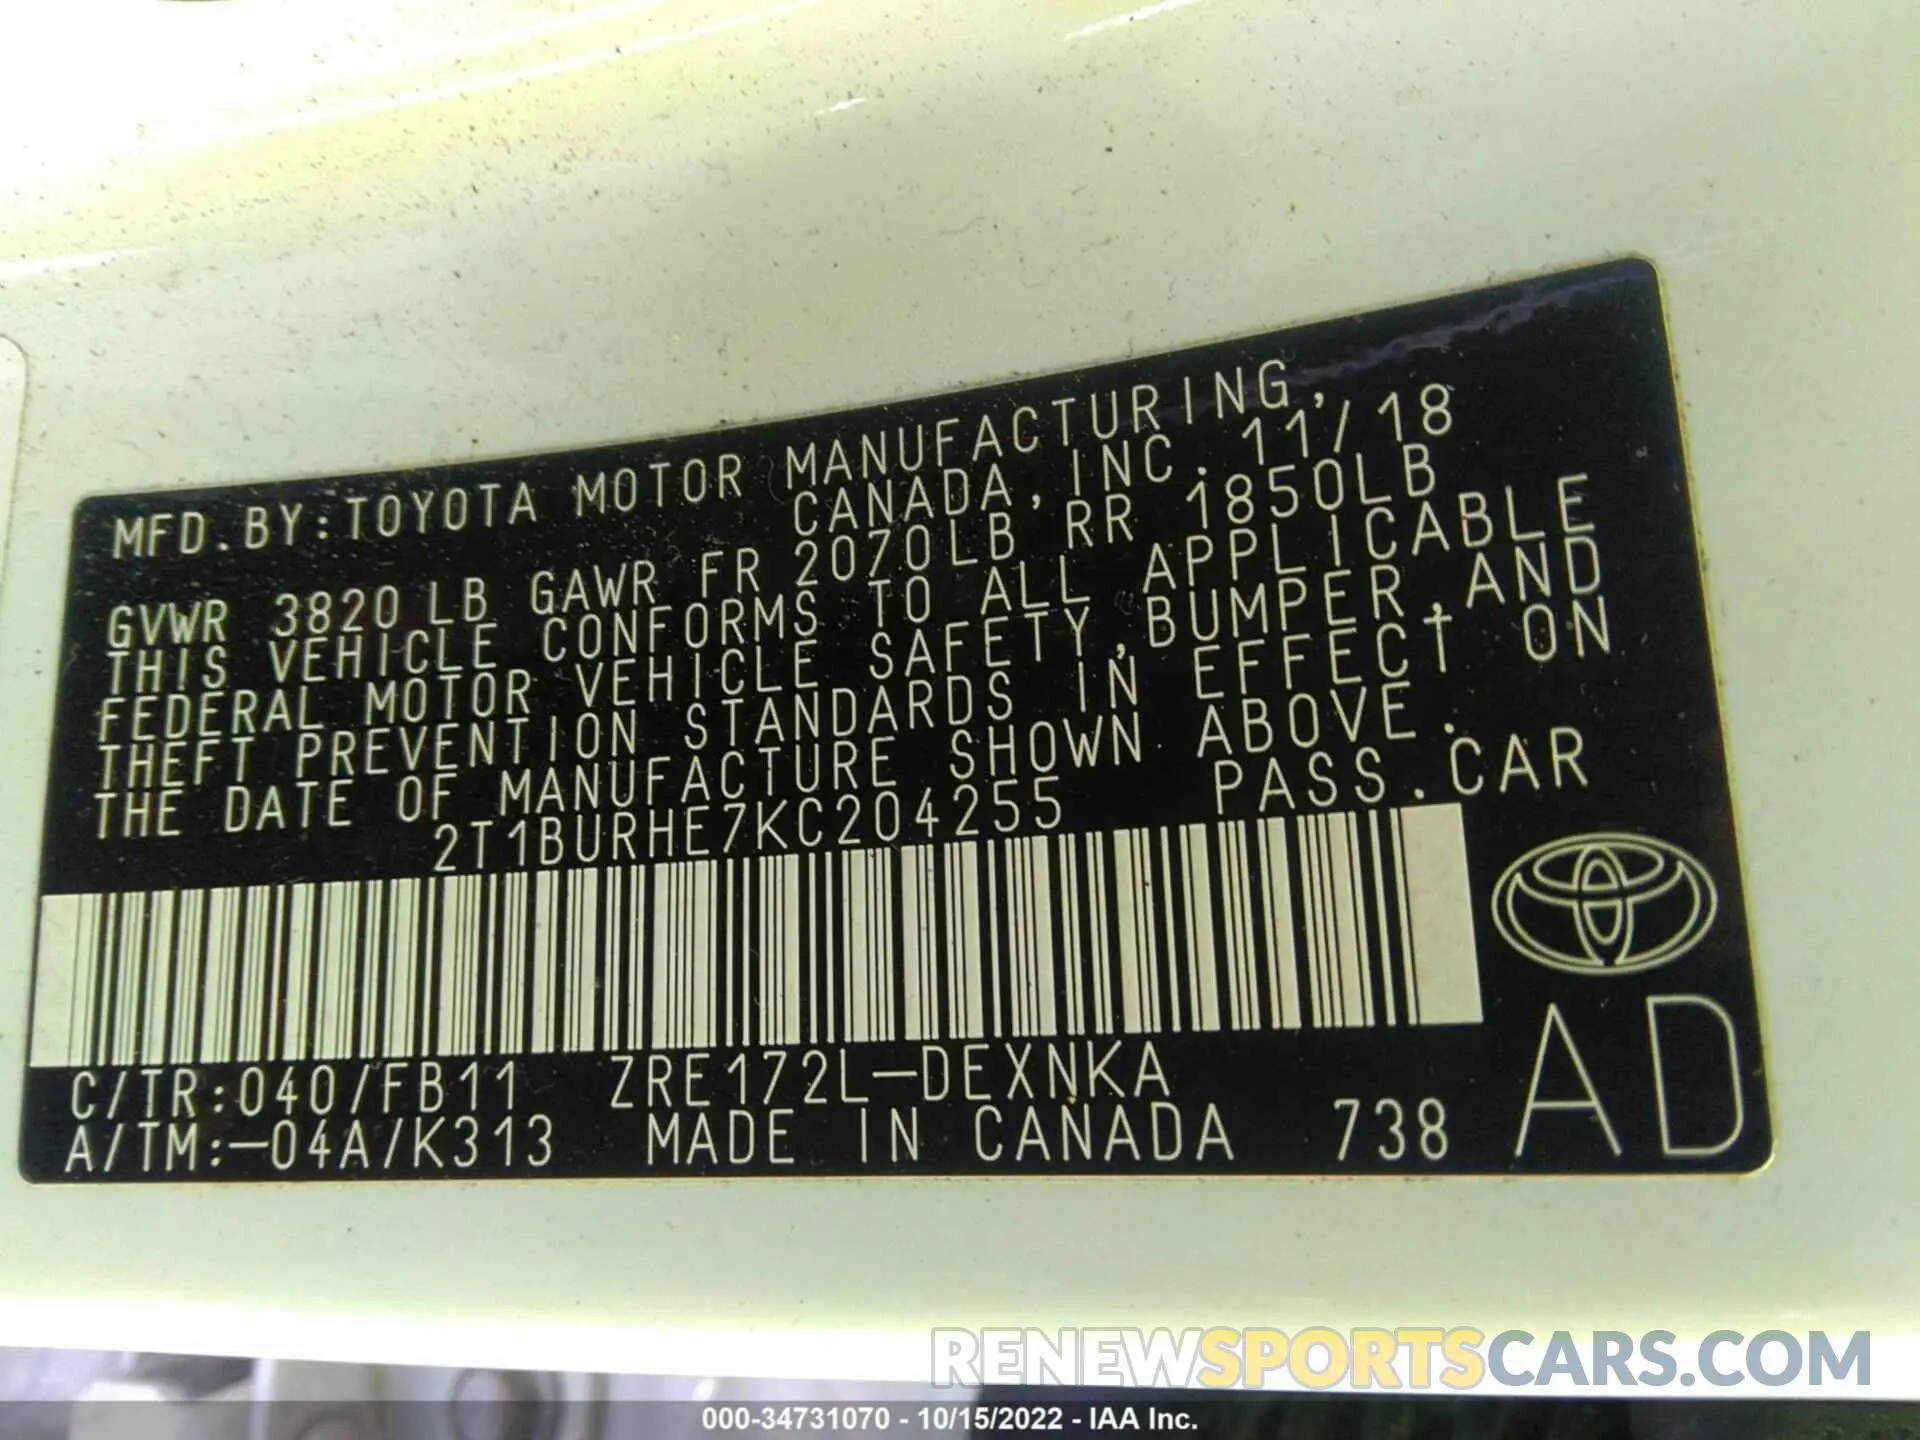 MFD.BY:TOYOTA MOTOR MANUFACTURING,
CANADA,INC. 11/18
GVWR 3820LB GAWR FR 2070LB RR 1850LB
THIS VEHICLE CONFORMS TO ALL APPLICABLE
FEDERAL MOTOR VEHICLE SAFETY,BUMPER,AND
THEFT PREVENTION STANDARDS IN EFFECT ON
THE DATE OF MANUFACTURE SHOWN ABOVE.
2T1BURHE7KC204255 PASS.CAR
C/TR:040/FB11 ZRE172L-DEXNKA
A/TM:-04A/K313 MADE IN CANADA 738
AD
RENEWSPORTSCARS.COM
000-34731070 - 10/15/2022 - IAA Inc.